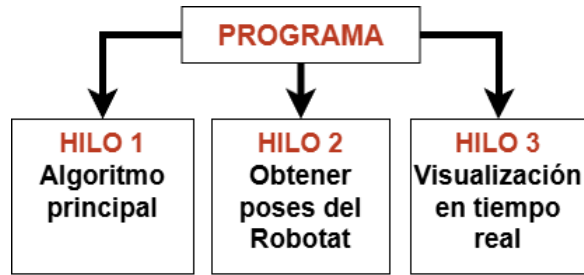 PROGRAMA
HILO 1
Algoritmo
principal
HILO 2
Obtener
poses del
Robotat
HILO 3
Visualización
en tiempo
real